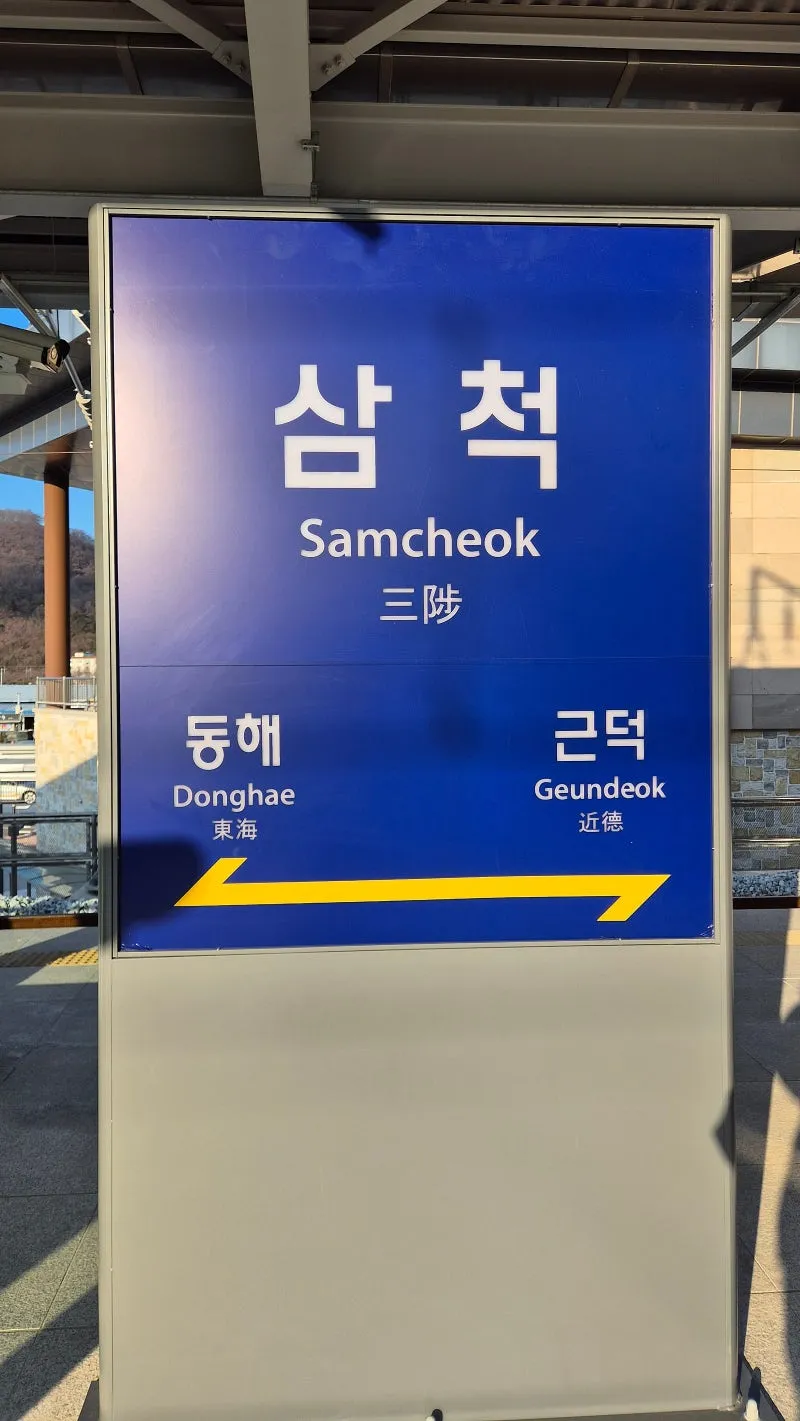 삼척
Samcheok
三陟
동해 근덕
Donghae Geundeok
東海 近德